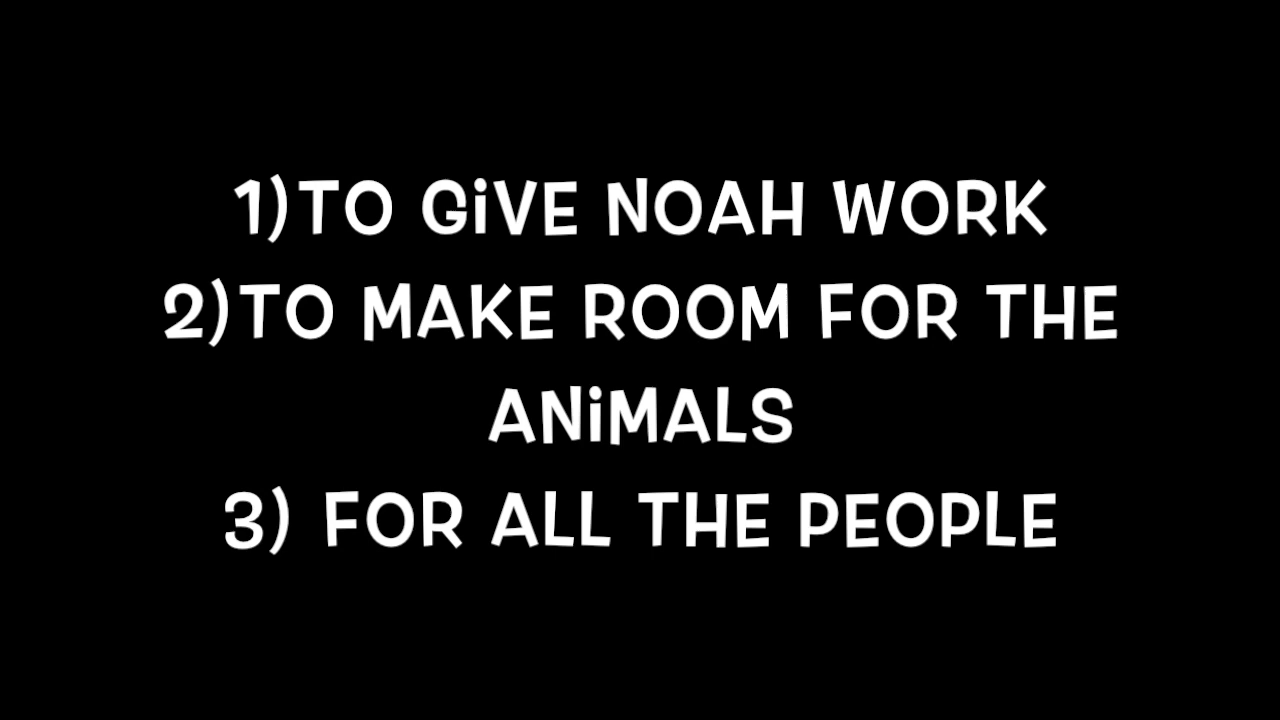 1)TO GiVE NOAH WORK
2)TO MAKE ROOM FOR THE
ANiMALS
3) FOR ALL THE PEOPLE